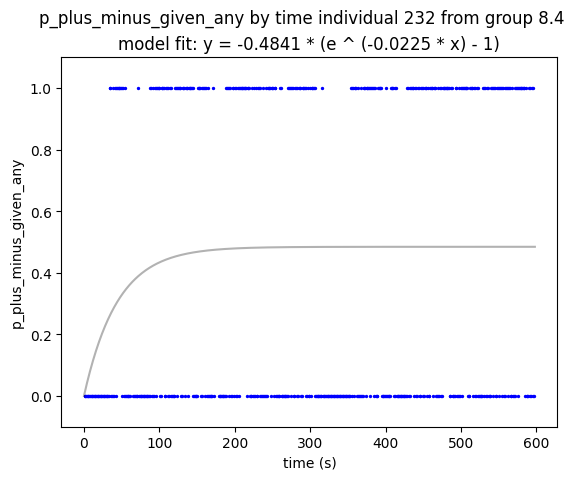 p_plus_minus_given_any by time individual 232 from group 8.4
model fit: y = -0.4841 * (e ^ (-0.0225 * x) - 1)
1.0
0.8
0.6
0.4
0.2
0.0
p_plus_minus_given_any
0 100 200 300 400 500 600
time (s)